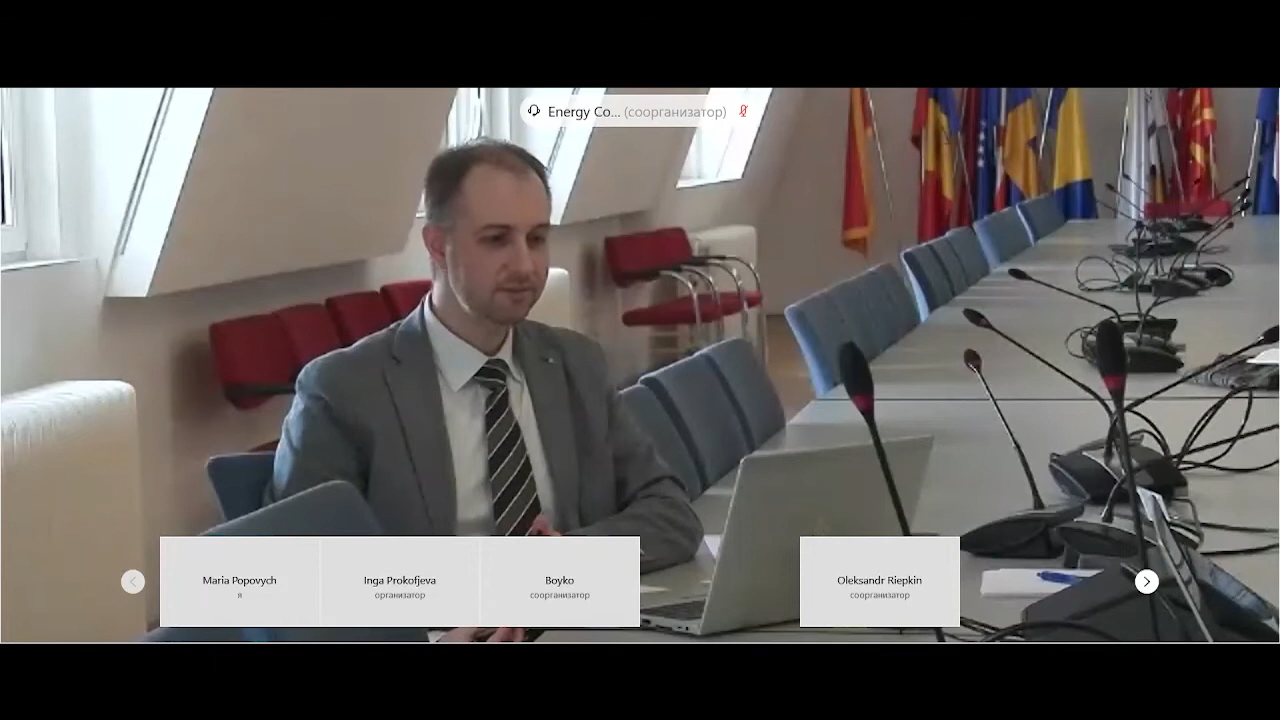 Energy Co... (соорганизатор)
Maria Popovych
я
Inga Prokofjeva
организатор
Boyko
соорганизатор
Oleksandr Riepkin
соорганизатор